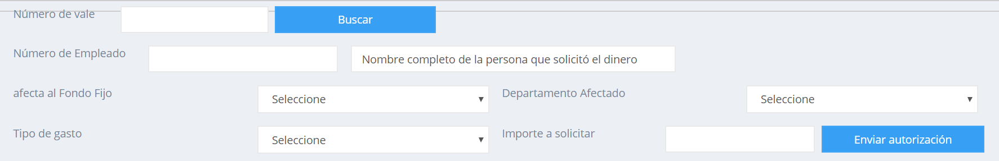 Número de vale Buscar
Número de Empleado Nombre completo de la persona que solicitó el dinero
afecta al Fondo Fijo Seleccione Departamento Afectado Seleccione
Tipo de gasto Seleccione Importe a solicitar Enviar autorización